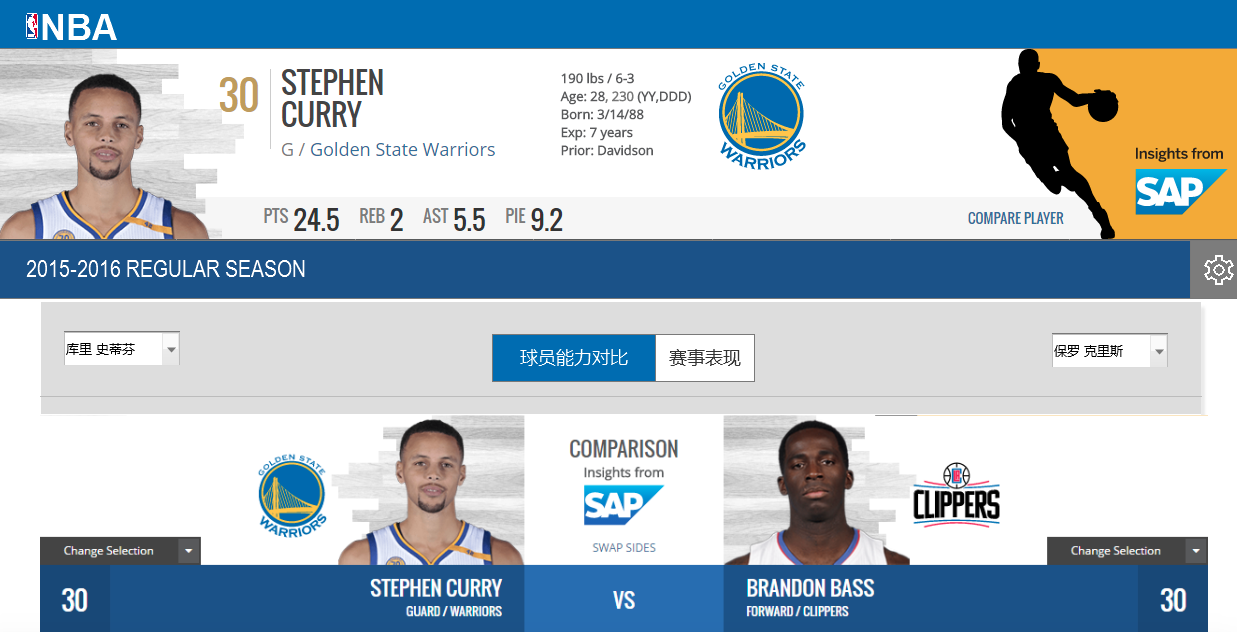 NBA
30
STEPHEN
CURRY
G / Golden State Warriors
190 lbs / 6-3
Age: 28, 230 (YY,DDD)
Born: 3/14/88
Exp: 7 years
Prior: Davidson
GOLDEN STATE
WARRIORS
Insights from
SAP
PTS 24.5 REB 2 AST 5.5 PIE 9.2
COMPARE PLAYER
2015-2016 REGULAR SEASON
库里 史蒂芬
球员能力对比
赛事表现
保罗 克里斯
GOLDEN STATE
WARRIORS
COMPARISON
Insights from
SAP
SWAP SIDES
CLIPPERS
Change Selection
Change Selection
30
STEPHEN CURRY
GUARD / WARRIORS
VS
BRANDON BASS
FORWARD / CLIPPERS
30